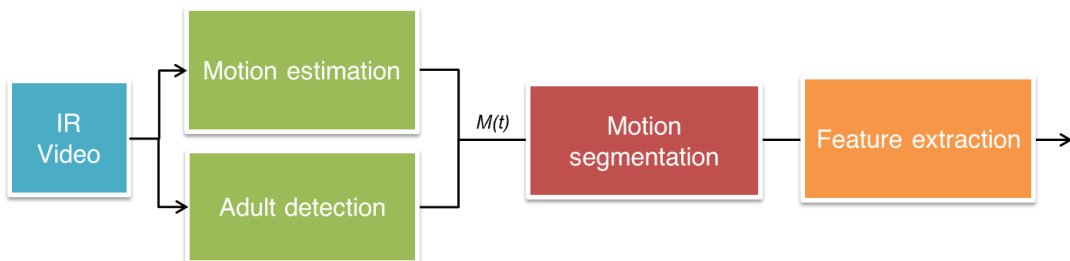 IR
Video
Motion estimation
Adult detection
M(t)
Motion
segmentation
Feature extraction